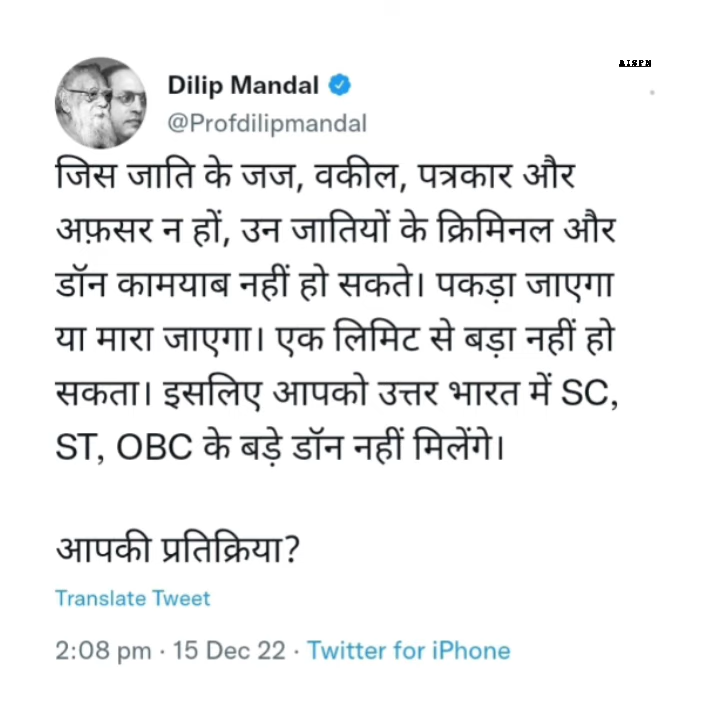 AISPN
Dilip Mandal
@Profdilipmandal
जिस जाति के जज, वकील, पत्रकार और
अफ़सर न हों, उन जातियों के क्रिमिनल और
डॉन कामयाब नहीं हो सकते। पकड़ा जाएगा
या मारा जाएगा। एक लिमिट से बड़ा नहीं हो
सकता। इसलिए आपको उत्तर भारत में SC,
ST, OBC के बड़े डॉन नहीं मिलेंगे।
आपकी प्रतिक्रिया?
Translate Tweet
2:08 pm · 15 Dec 22 · Twitter for iPhone